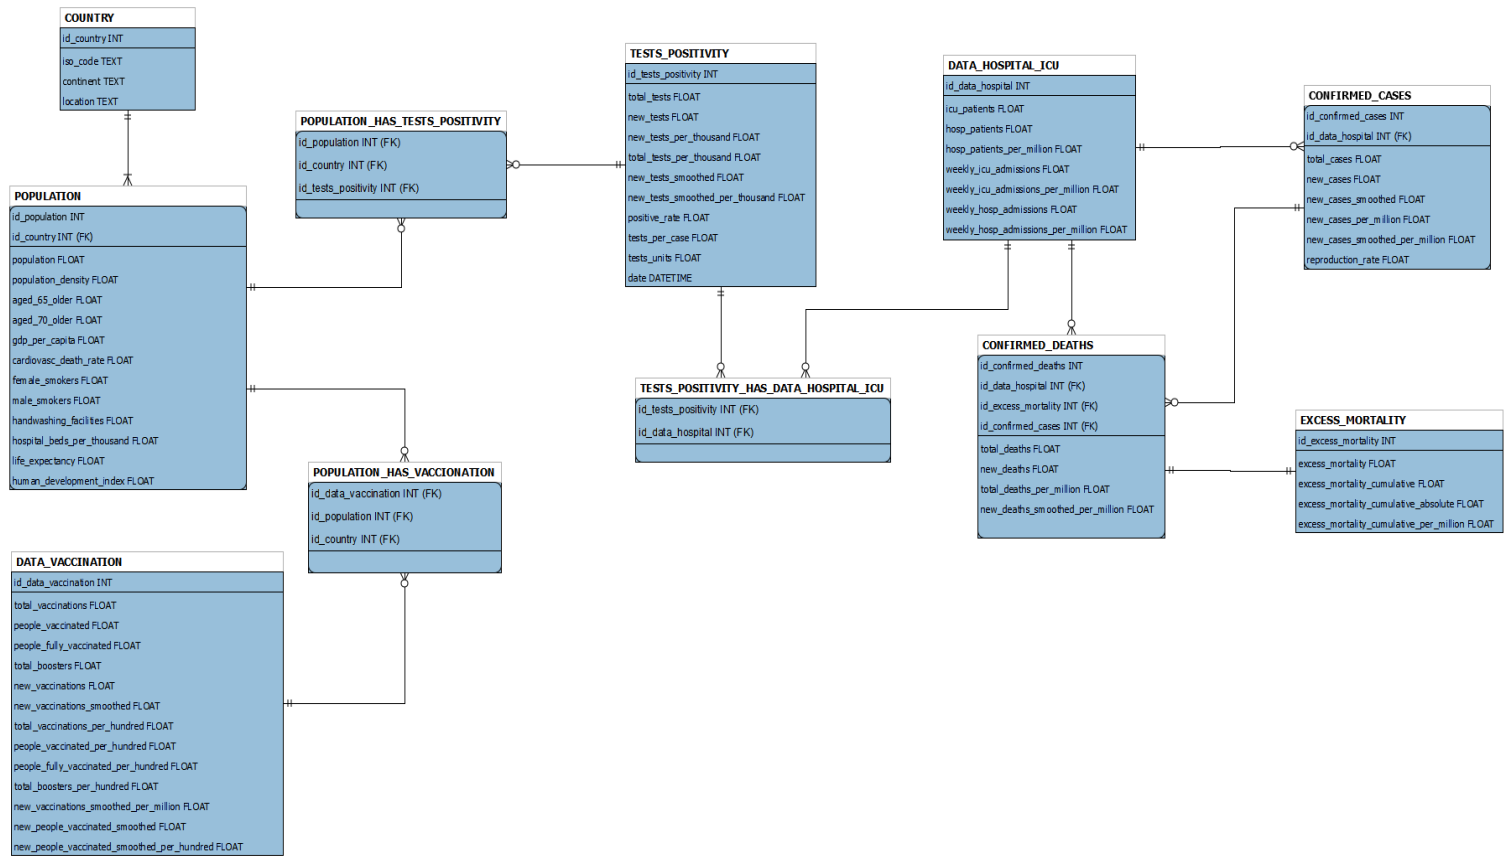 COUNTRY
id_country INT
iso_code TEXT
continent TEXT
location TEXT
POPULATION
id_population INT
id_country INT (FK)
population FLOAT
population_density FLOAT
aged_65_older FLOAT
aged_70_older FLOAT
gdp_per_capita FLOAT
cardiovasc_death_rate FLOAT
female_smokers FLOAT
male_smokers FLOAT
handwashing_facilities FLOAT
hospital_beds_per_thousand FLOAT
life_expectancy FLOAT
human_development_index FLOAT
DATA_VACCINATION
id_data_vaccination INT
total_vaccinations FLOAT
people_vaccinated FLOAT
people_fully_vaccinated FLOAT
total_boosters FLOAT
new_vaccinations FLOAT
new_vaccinations_smoothed FLOAT
total_vaccinations_per_hundred FLOAT
people_vaccinated_per_hundred FLOAT
people_fully_vaccinated_per_hundred FLOAT
total_boosters_per_hundred FLOAT
new_vaccinations_smoothed_per_million FLOAT
new_people_vaccinated_smoothed FLOAT
new_people_vaccinated_smoothed_per_hundred FLOAT
POPULATION_HAS_TESTS_POSITIVITY
id_population INT (FK)
id_country INT (FK)
id_tests_positivity INT (FK)
POPULATION_HAS_VACCIONATION
id_data_vaccination INT (FK)
id_population INT (FK)
id_country INT (FK)
TESTS_POSITIVITY
id_tests_positivity INT
total_tests FLOAT
new_tests FLOAT
new_tests_per_thousand FLOAT
total_tests_per_thousand FLOAT
new_tests_smoothed FLOAT
new_tests_smoothed_per_thousand FLOAT
positive_rate FLOAT
tests_per_case FLOAT
tests_units FLOAT
date DATETIME
TESTS_POSITIVITY_HAS_DATA_HOSPITAL_ICU
id_tests_positivity INT (FK)
id_data_hospital INT (FK)
DATA_HOSPITAL_ICU
id_data_hospital INT
icu_patients FLOAT
hosp_patients FLOAT
hosp_patients_per_million FLOAT
weekly_icu_admissions FLOAT
weekly_icu_admissions_per_million FLOAT
weekly_hosp_admissions FLOAT
weekly_hosp_admissions_per_million FLOAT
CONFIRMED_DEATHS
id_confirmed_deaths INT
id_data_hospital INT (FK)
id_excess_mortality INT (FK)
id_confirmed_cases INT (FK)
total_deaths FLOAT
new_deaths FLOAT
total_deaths_per_million FLOAT
new_deaths_smoothed_per_million FLOAT
CONFIRMED_CASES
id_confirmed_cases INT
id_data_hospital INT (FK)
total_cases FLOAT
new_cases FLOAT
new_cases_smoothed FLOAT
new_cases_per_million FLOAT
new_cases_smoothed_per_million FLOAT
reproduction_rate FLOAT
EXCESS_MORTALITY
id_excess_mortality INT
excess_mortality FLOAT
excess_mortality_cumulative FLOAT
excess_mortality_cumulative_absolute FLOAT
excess_mortality_cumulative_per_million FLOAT